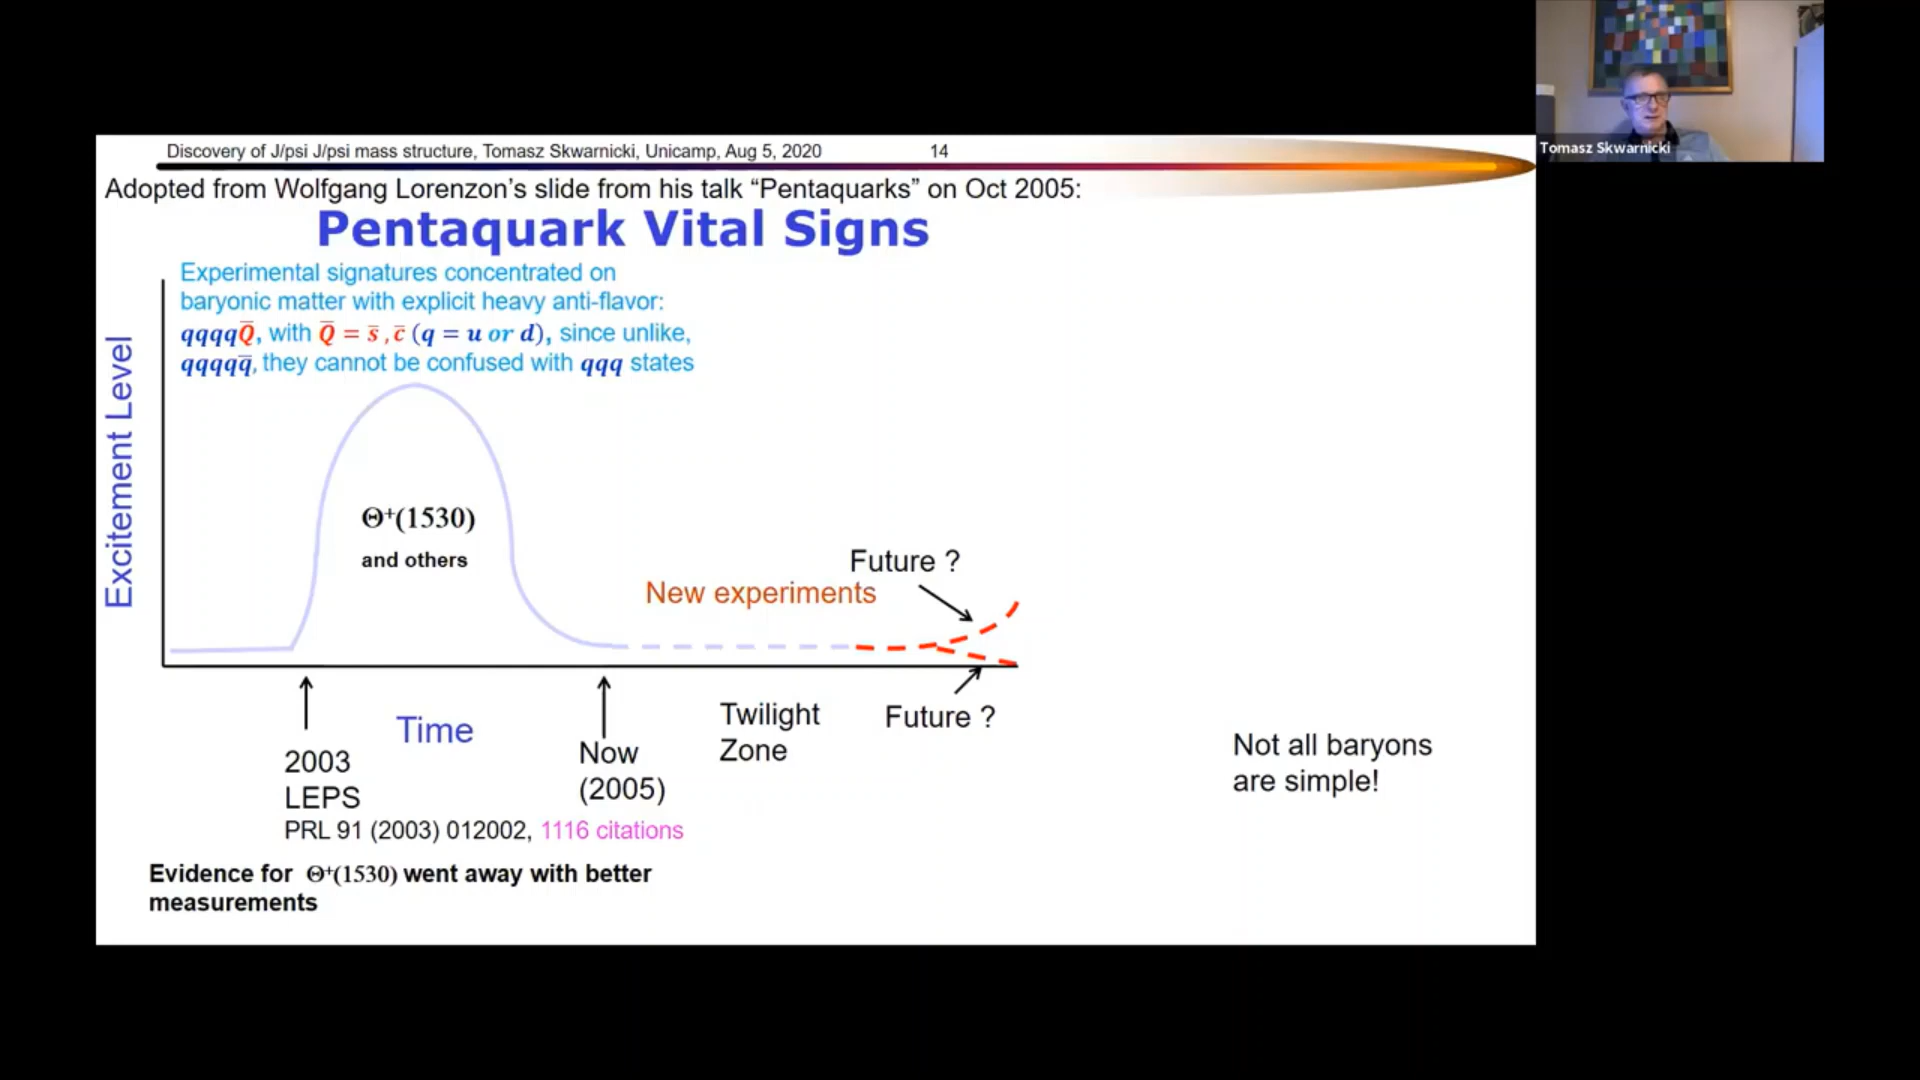 Tomasz Skwarnicki
Discovery of J/psi J/psi mass structure, Tomasz Skwarnicki, Unicamp, Aug 5, 2020 14
Adopted from Wolfgang Lorenzon's slide from his talk “Pentaquarks” on Oct 2005:
Pentaquark Vital Signs
Experimental signatures concentrated on
baryonic matter with explicit heavy anti-flavor:
qqqqQ̅, with Q̅ = s̅ , c̅ (q = u or d), since unlike,
qqqqq̅, they cannot be confused with qqq states
Excitement Level
Θ⁺(1530)
and others
Future ?
New experiments
Time
Twilight
Zone
Future ?
2003
LEPS
Now
(2005)
PRL 91 (2003) 012002, 1116 citations
Not all baryons
are simple!
Evidence for Θ⁺(1530) went away with better
measurements